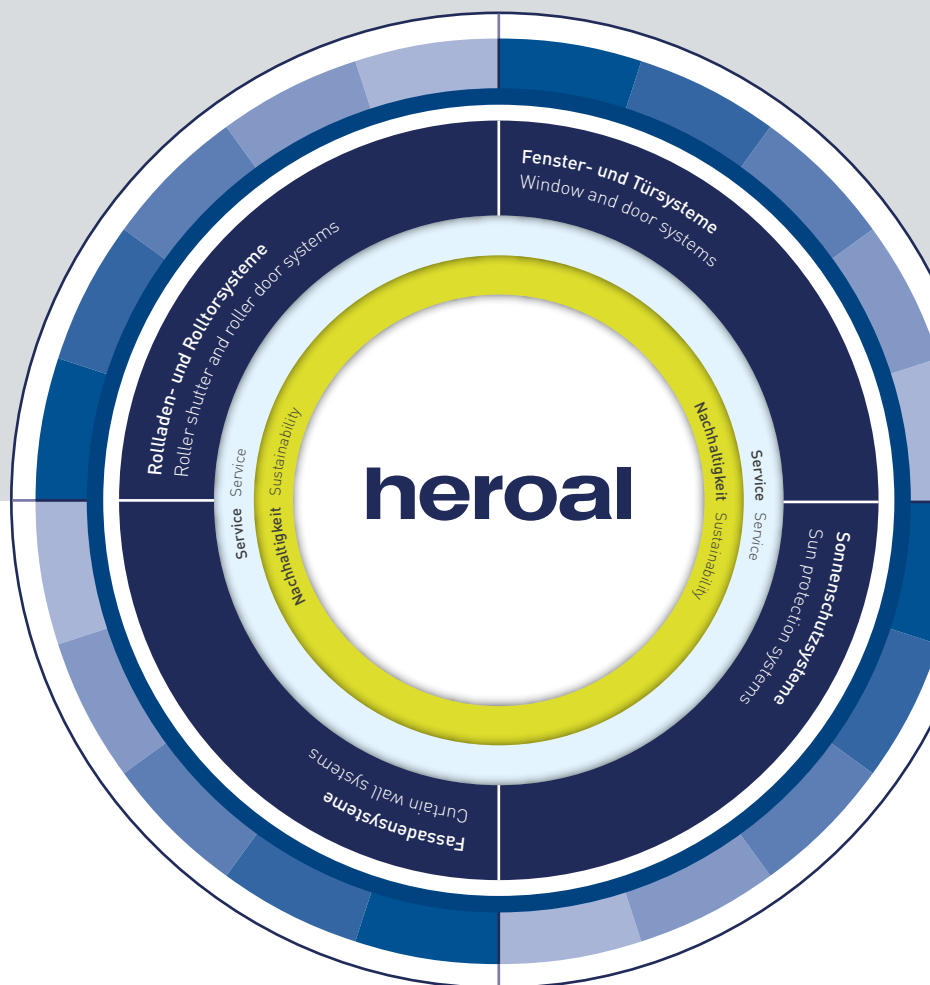 Fenster- und Türsysteme
Window and door systems
Rollladen- und Rolltorsysteme
Roller shutter and roller door systems
Service Service
Nachhaltigkeit Sustainability
heroal
Nachhaltigkeit Sustainability
Service Service
Sonnenschutzsysteme
Sun protection systems
Fassadensysteme
Curtain wall systems